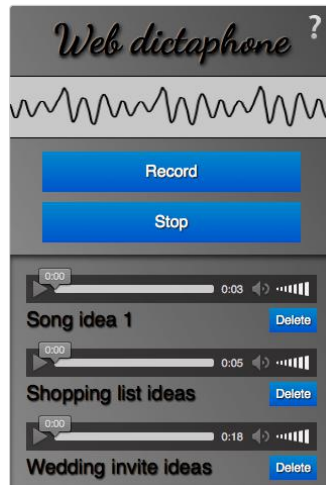 Web dictaphone ?
Record
Stop
0:00
0:03
Song idea 1 Delete
0:00
0:05
Shopping list ideas Delete
0:00
0:18
Wedding invite ideas Delete